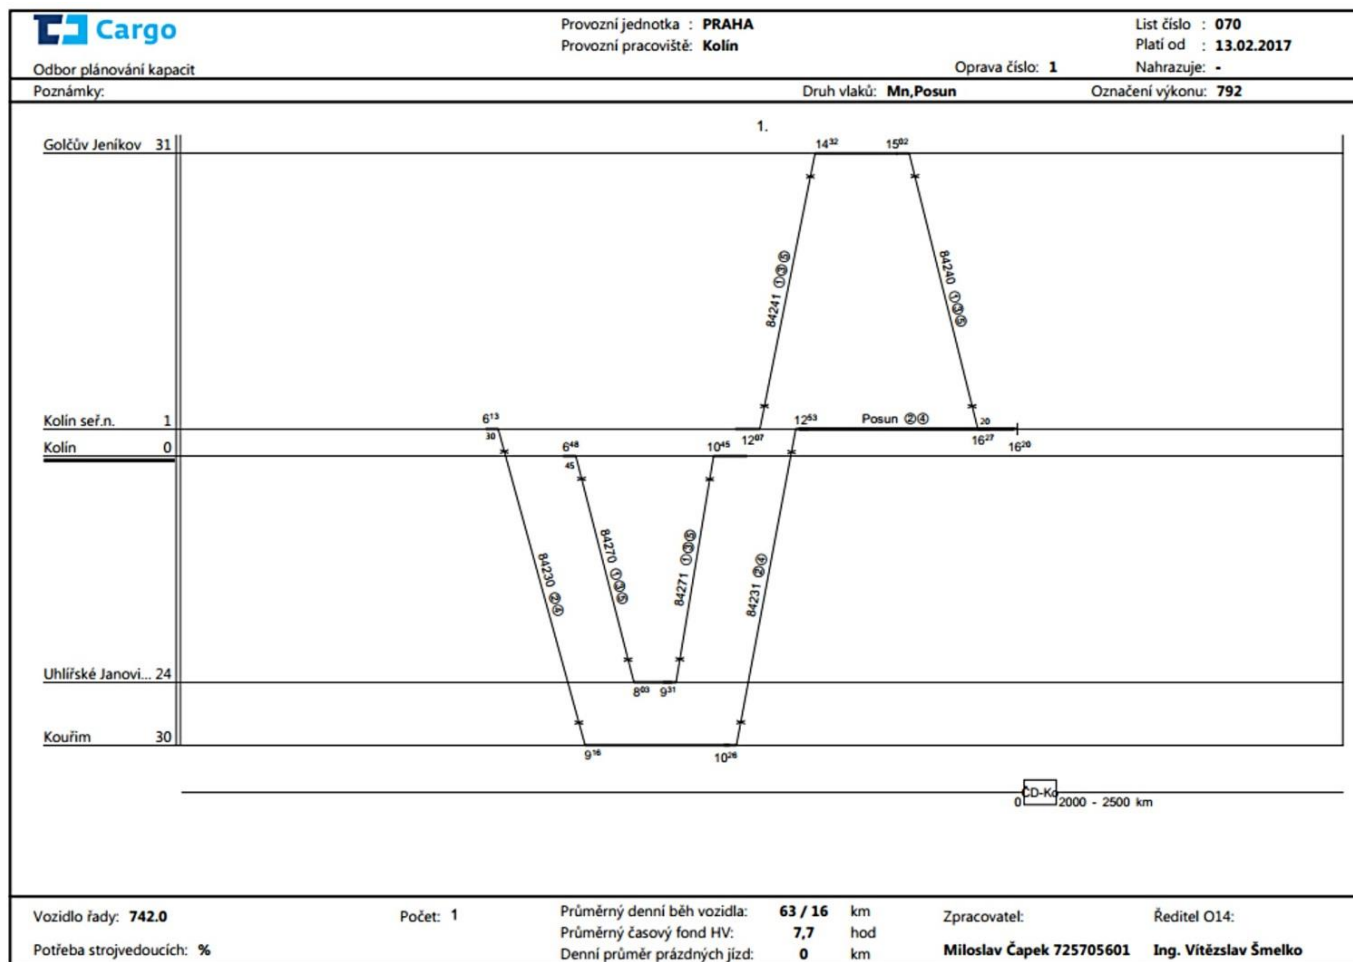 Cargo
Provozní jednotka : PRAHA
List číslo : 070
Provozní pracoviště: Kolín
Platí od : 13.02.2017
Odbor plánování kapacit
Oprava číslo: 1
Nahrazuje: -
Poznámky:
Druh vlaků: Mn,Posun
Označení výkonu: 792
1.
Golčův Jeníkov 31
14³²
15⁰²
84241 ①③⑤
84240 ①③⑤
Kolín seř.n. 1
6¹³
30
12⁰⁷
12⁵³
Posun ②④
20
16²⁷
16²⁰
Kolín 0
6⁴⁸
45
10⁴⁵
84230 ②④
84270 ①③⑤
84271 ①③⑤
84231 ②④
Uhlířské Janovi... 24
8⁰³
9³¹
Kouřim 30
9¹⁶
10²⁶
0
ČD-Ko
2000 - 2500 km
Vozidlo řady: 742.0
Počet: 1
Průměrný denní běh vozidla: 63 / 16 km
Zpracovatel:
Ředitel O14:
Průměrný časový fond HV: 7,7 hod
Potřeba strojvedoucích: %
Denní průměr prázdných jízd: 0 km
Miloslav Čapek 725705601
Ing. Vítězslav Šmelko